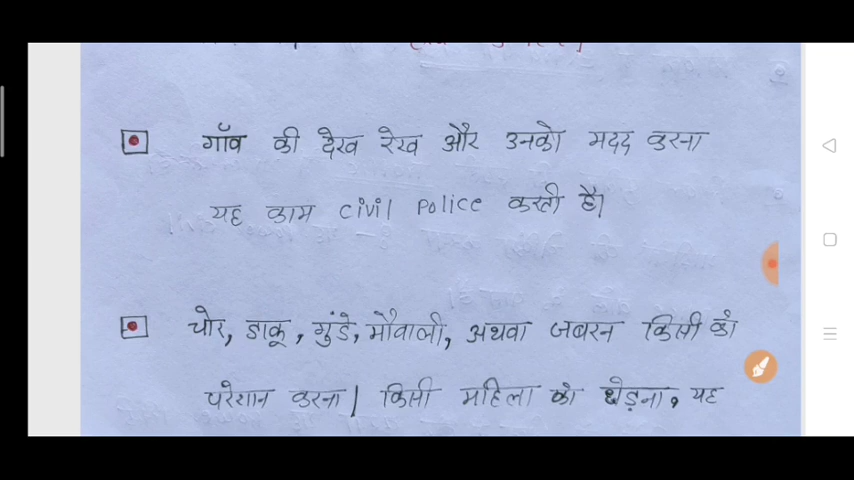 गाँव की देख रेख और उनको मदद करना
यह काम civil police करती है।
चोर, डाकू, गुंडे, मौवाली, अथवा जबरन किसी को
परेशान करना| किसी महिला को छेड़ना, यह